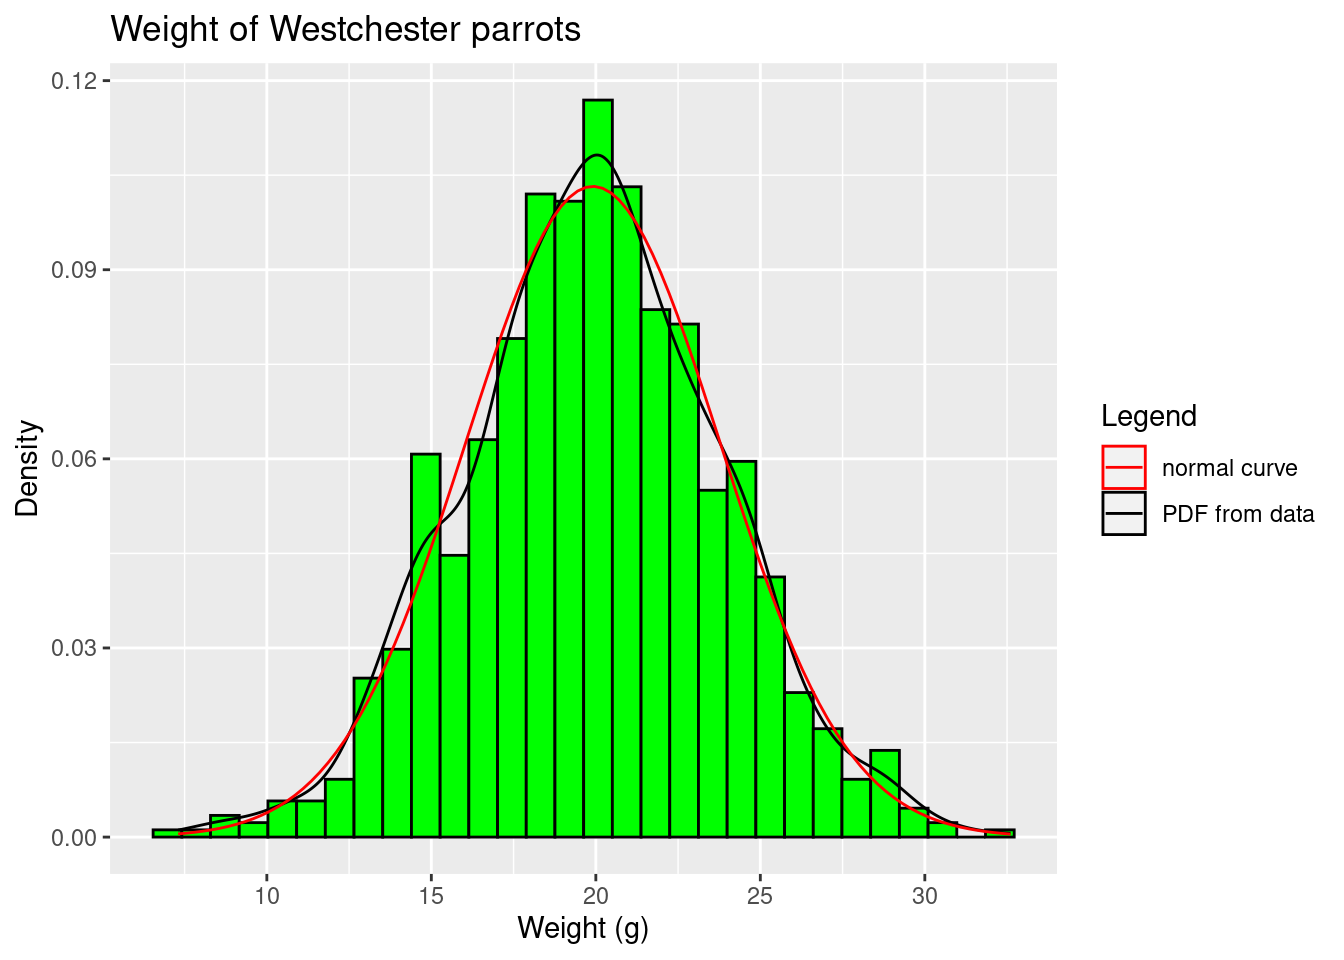 Weight of Westchester parrots
0.12
0.09
0.06
0.03
0.00
Density
10 15 20 25 30
Weight (g)
Legend
normal curve
PDF from data